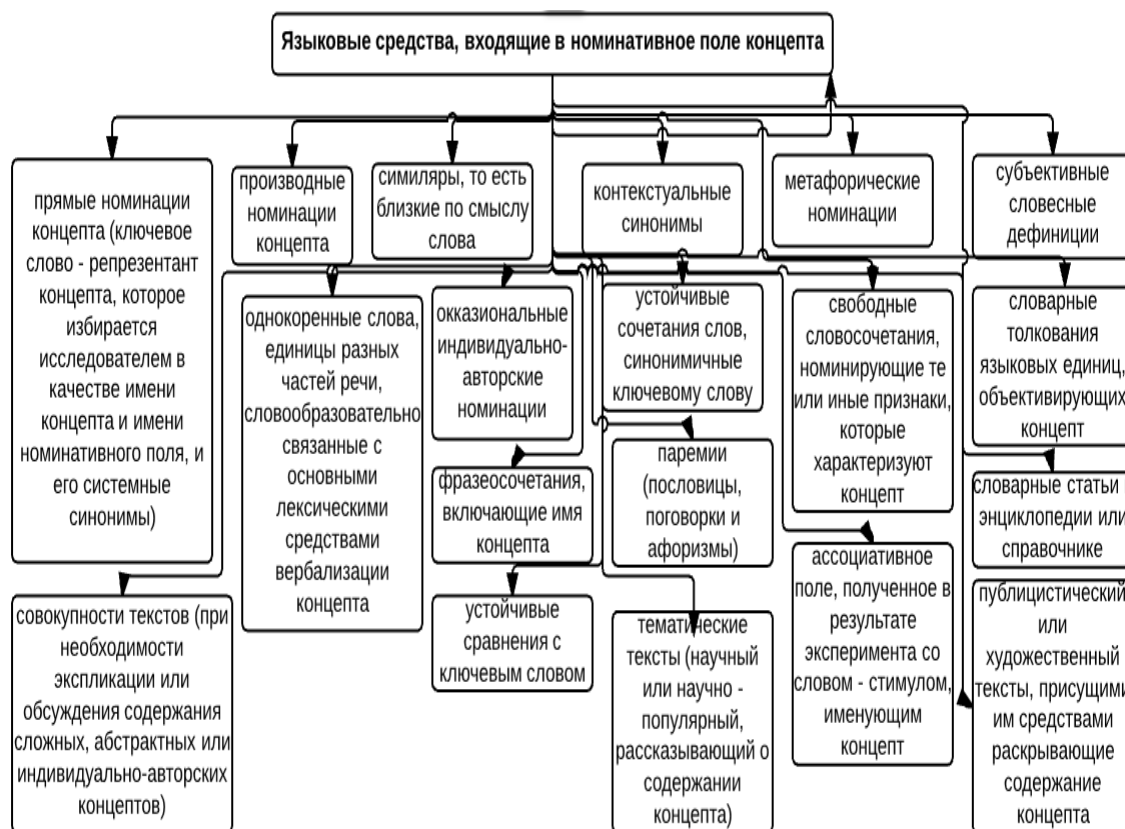 Языковые средства, входящие в номинативное поле концепта
прямые номинации
концепта (ключевое
слово - репрезентант
концепта, которое
избирается
исследователем в
качестве имени
концепта и имени
номинативного поля, и
его системные
синонимы)
производные
номинации
концепта
симиляры, то есть
близкие по смыслу
слова
контекстуальные
синонимы
метафорические
номинации
субъективные
словесные
дефиниции
однокоренные слова,
единицы разных
частей речи,
словообразовательно
связанные с
основными
лексическими
средствами
вербализации
концепта
окказиональные
индивидуально-
авторские
номинации
устойчивые
сочетания слов,
синонимичные
ключевому слову
свободные
словосочетания,
номинирующие те
или иные признаки,
которые
характеризуют
концепт
словарные
толкования
языковых единиц,
объективирующих
концепт
фразеосочетания,
включающие имя
концепта
паремии
(пословицы,
поговорки и
афоризмы)
словарные статьи
энциклопедии или
справочнике
совокупности текстов (при
необходимости
экспликации или
обсуждения содержания
сложных, абстрактных или
индивидуально-авторских
концептов)
устойчивые
сравнения с
ключевым словом
тематические
тексты (научный
или научно -
популярный,
рассказывающий о
содержании
концепта)
ассоциативное
поле, полученное в
результате
эксперимента со
словом - стимулом,
именующим
концепт
публицистический
или
художественный
тексты, присущими
им средствами
раскрывающие
содержание
концепта